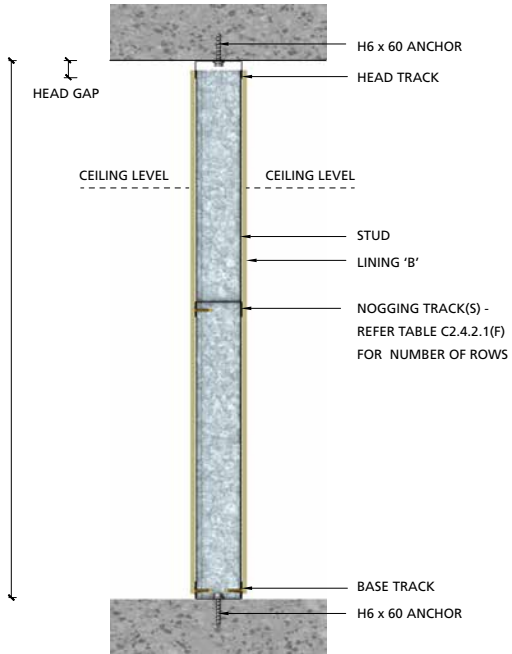 H6 x 60 ANCHOR
HEAD TRACK
HEAD GAP
CEILING LEVEL
CEILING LEVEL
STUD
LINING ‘B’
NOGGING TRACK(S) -
REFER TABLE C2.4.2.1(F)
FOR NUMBER OF ROWS
BASE TRACK
H6 x 60 ANCHOR